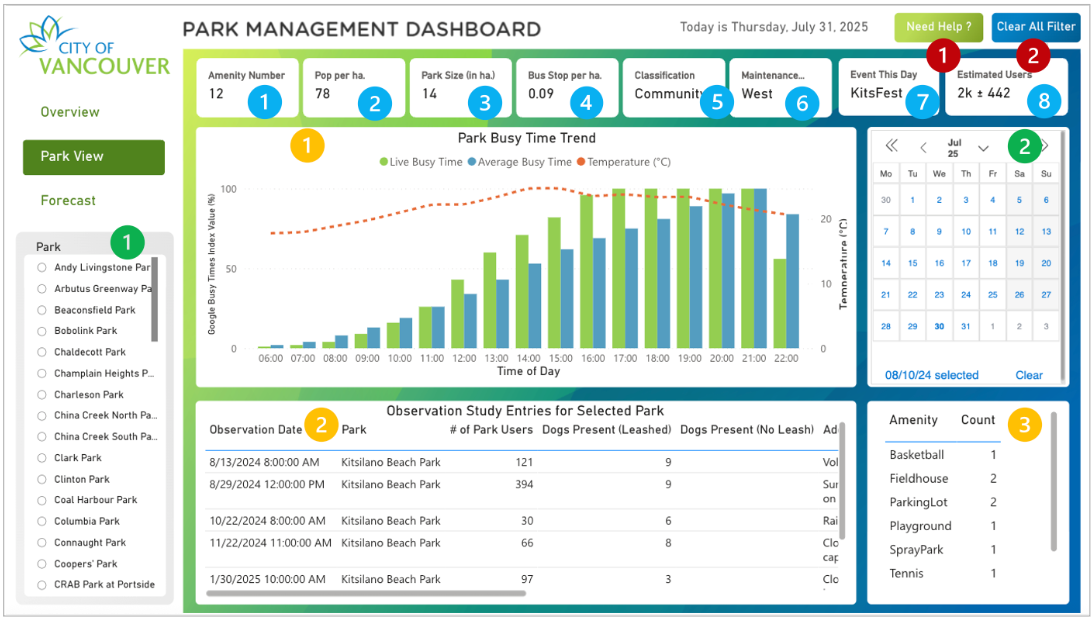 CITY OF
VANCOUVER
PARK MANAGEMENT DASHBOARD
Today is Thursday, July 31, 2025
Need Help ?
Clear All Filter
1
2
Overview
Park View
Forecast
Amenity Number
12
1
Pop per ha.
78
2
Park Size (in ha.)
14
3
Bus Stop per ha.
0.09
4
Classification
Community
5
Maintenance...
West
6
Event This Day
KitsFest
7
Estimated Users
2k ± 442
8
Park
1
Andy Livingstone Par
Arbutus Greenway Pa
Beaconsfield Park
Bobolink Park
Chaldecott Park
Champlain Heights P...
Charleson Park
China Creek North Pa...
China Creek South Pa...
Clark Park
Clinton Park
Coal Harbour Park
Columbia Park
Connaught Park
Coopers' Park
CRAB Park at Portside
1
Park Busy Time Trend
Live Busy Time Average Busy Time Temperature (°C)
Google Busy Times Index Value (%)
100
50
0
20
10
0
Temperature (°C)
06:00 07:00 08:00 09:00 10:00 11:00 12:00 13:00 14:00 15:00 16:00 17:00 18:00 19:00 20:00 21:00 22:00
Time of Day
Jul
25
2
Mo Tu We Th Fr Sa Su
30 1 2 3 4 5 6
7 8 9 10 11 12 13
14 15 16 17 18 19 20
21 22 23 24 25 26 27
28 29 30 31 1 2 3
08/10/24 selected Clear
Observation Study Entries for Selected Park
2
Observation Date Park # of Park Users Dogs Present (Leashed) Dogs Present (No Leash) Ad
8/13/2024 8:00:00 AM Kitsilano Beach Park 121 9 Vol
8/29/2024 12:00:00 PM Kitsilano Beach Park 394 9 Sur
on
10/22/2024 8:00:00 AM Kitsilano Beach Park 30 6 Rai
11/22/2024 11:00:00 AM Kitsilano Beach Park 66 8 Clo
cap
1/30/2025 10:00:00 AM Kitsilano Beach Park 97 3 Clo
Amenity Count
3
Basketball 1
Fieldhouse 2
ParkingLot 2
Playground 1
SprayPark 1
Tennis 1